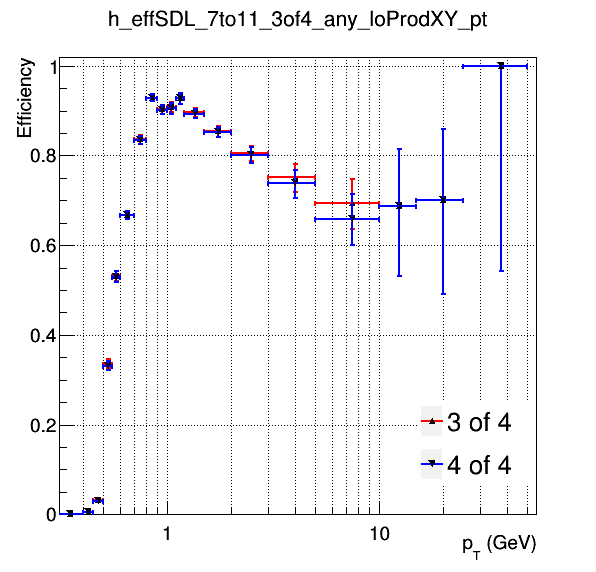 h_effSDL_7to11_3of4_any_loProdXY_pt
Efficiency
1
0.8
0.6
0.4
0.2
0
3 of 4
4 of 4
1
10
p_T (GeV)